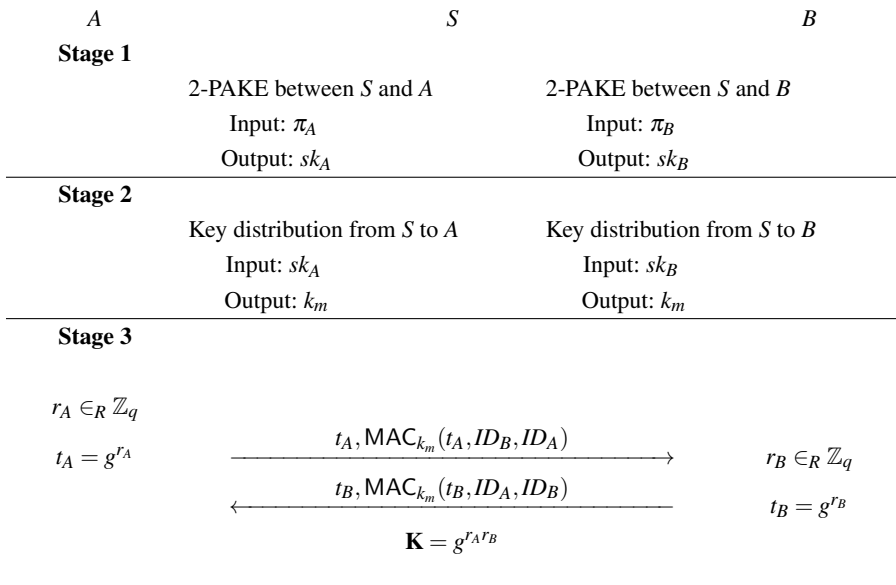 A S B
Stage 1
2-PAKE between S and A 2-PAKE between S and B
Input: π_A Input: π_B
Output: sk_A Output: sk_B
Stage 2
Key distribution from S to A Key distribution from S to B
Input: sk_A Input: sk_B
Output: k_m Output: k_m
Stage 3
r_A ∈_R ℤ_q
t_A = g^{r_A} t_A, MAC_{k_m}(t_A, ID_B, ID_A) r_B ∈_R ℤ_q
t_B, MAC_{k_m}(t_B, ID_A, ID_B) t_B = g^{r_B}
K = g^{r_A r_B}